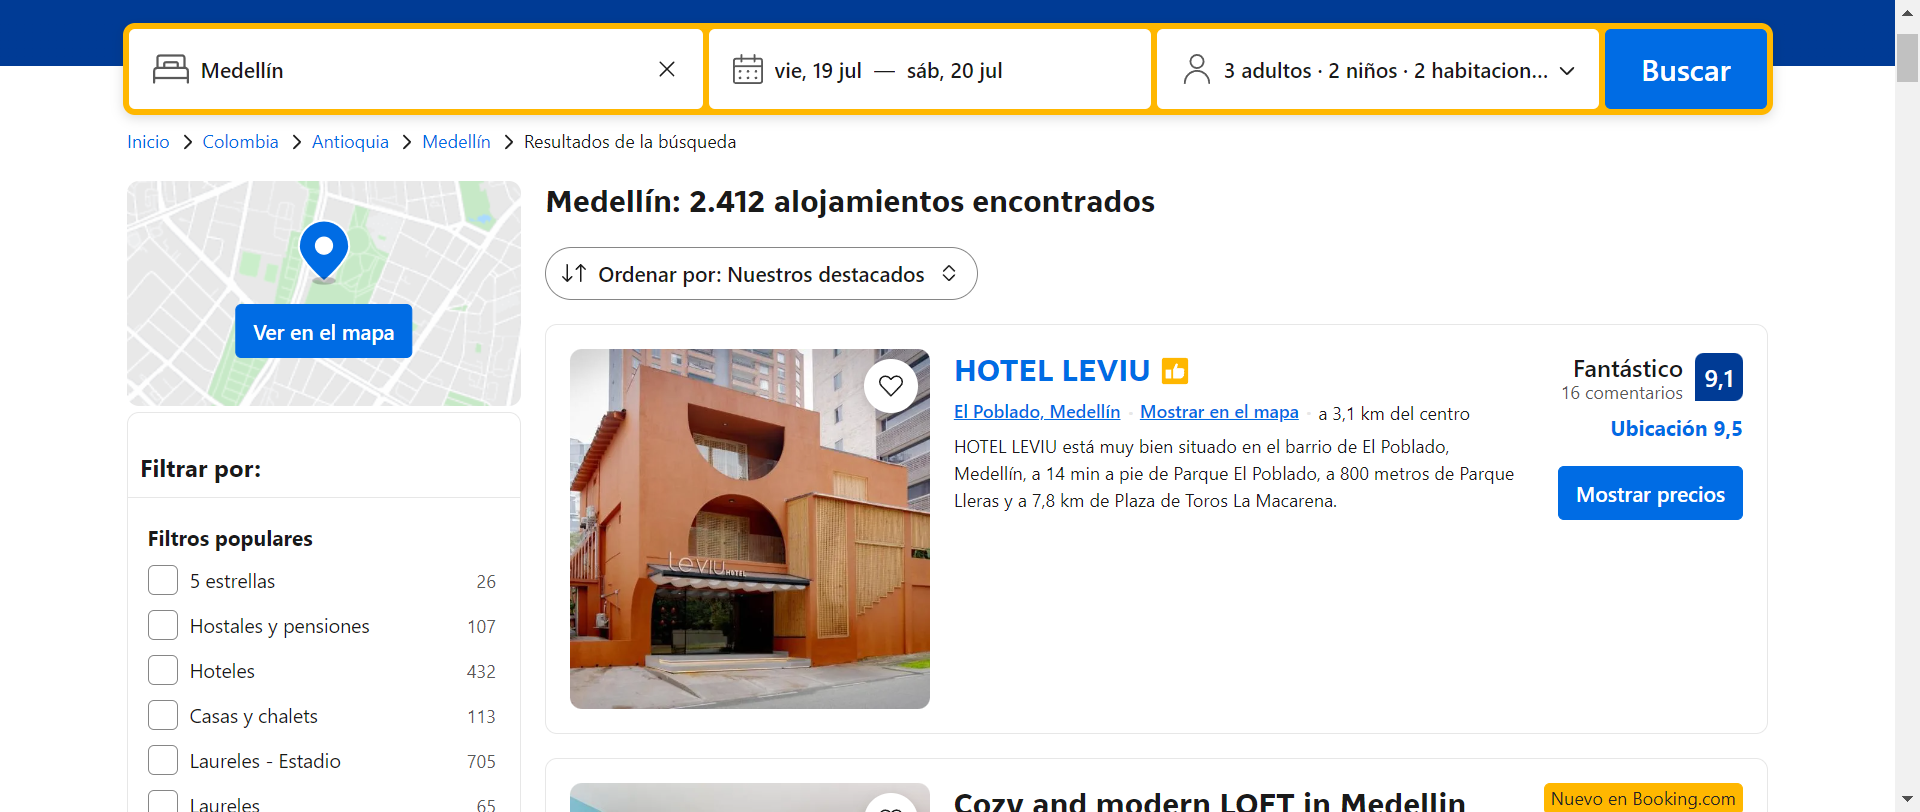 Medellín
vie, 19 jul — sáb, 20 jul
3 adultos · 2 niños · 2 habitacion...
Buscar
Inicio
Colombia
Antioquia
Medellín
Resultados de la búsqueda
Ver en el mapa
Medellín: 2.412 alojamientos encontrados
Ordenar por: Nuestros destacados
Filtrar por:
Filtros populares
5 estrellas 26
Hostales y pensiones 107
Hoteles 432
Casas y chalets 113
Laureles - Estadio 705
Laureles 65
HOTEL LEVIU
El Poblado, Medellín · Mostrar en el mapa · a 3,1 km del centro
HOTEL LEVIU está muy bien situado en el barrio de El Poblado,
Medellín, a 14 min a pie de Parque El Poblado, a 800 metros de Parque
Lleras y a 7,8 km de Plaza de Toros La Macarena.
Fantástico
16 comentarios
9,1
Ubicación 9,5
Mostrar precios
Leviu HOTEL
Cozy and modern LOFT in Medellin
Nuevo en Booking.com